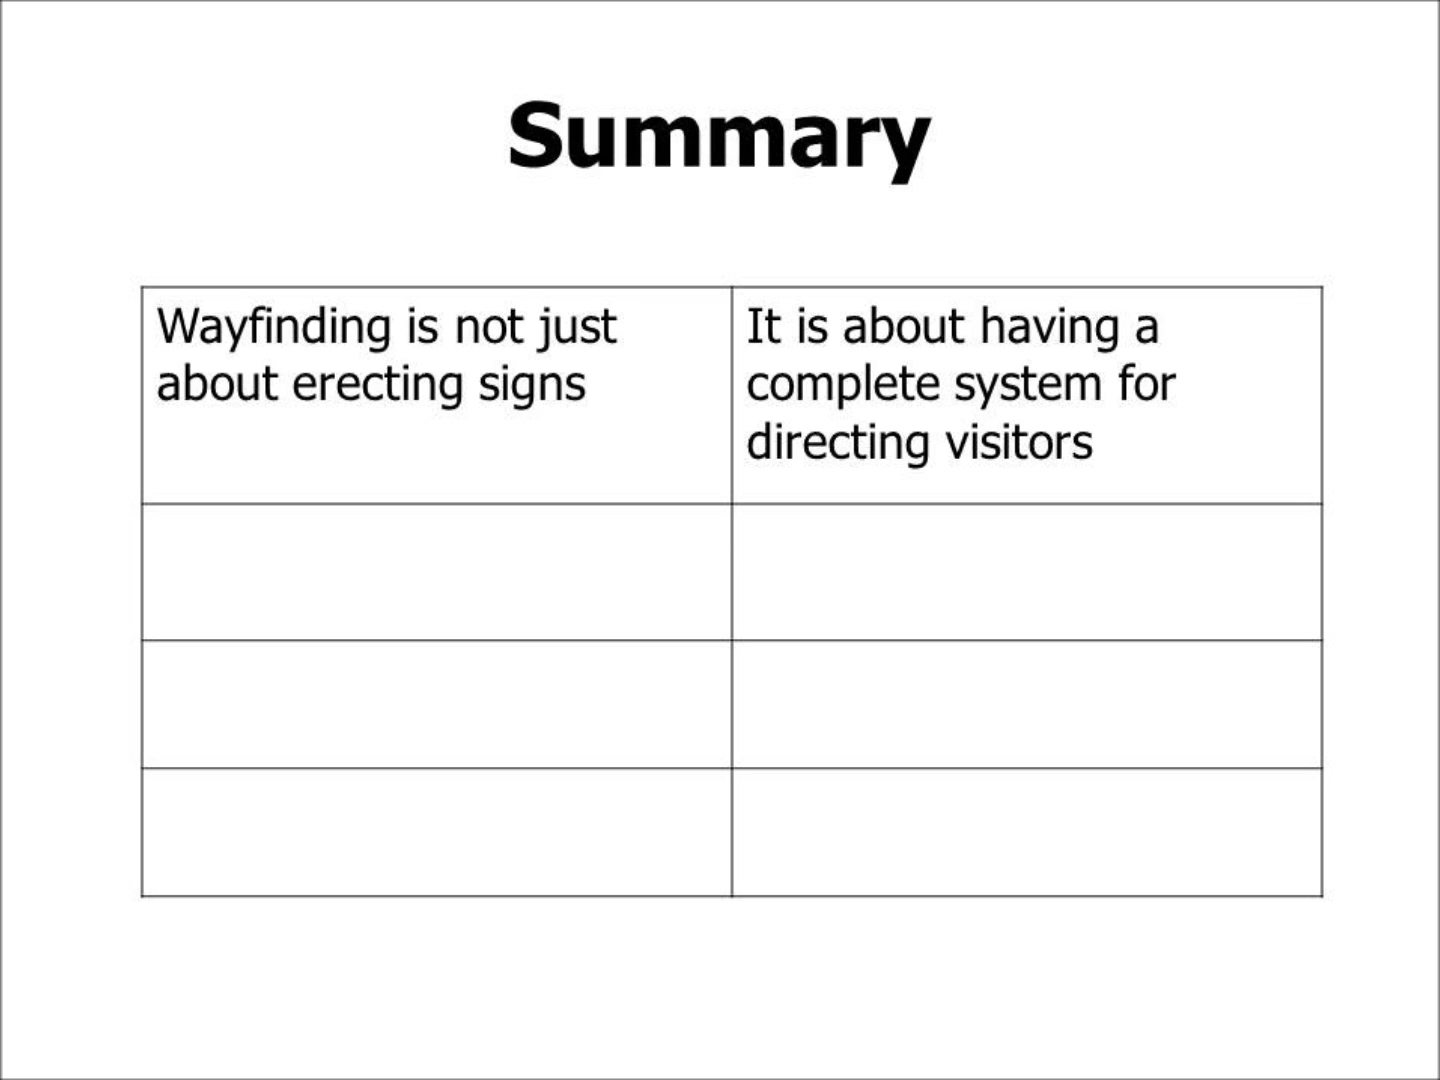 Summary
Wayfinding is not just
about erecting signs
It is about having a
complete system for
directing visitors